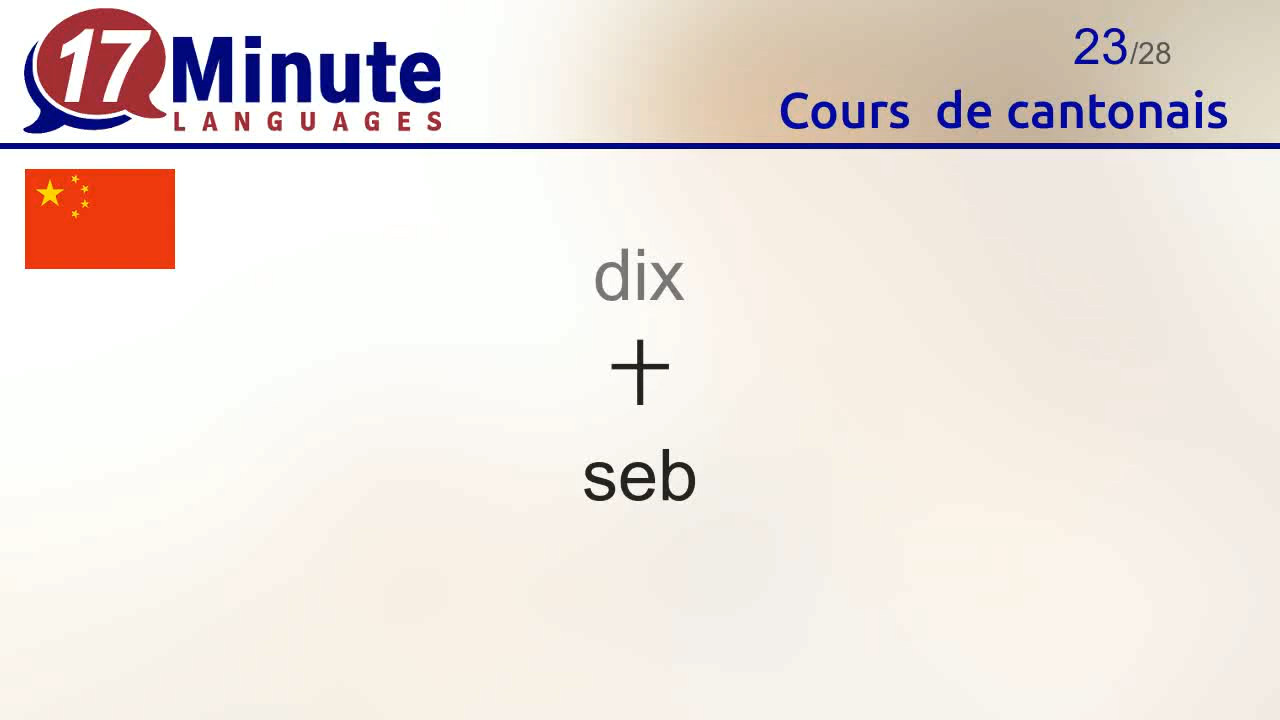 17 Minute
LANGUAGES
23/28
Cours de cantonais
dix
十
seb